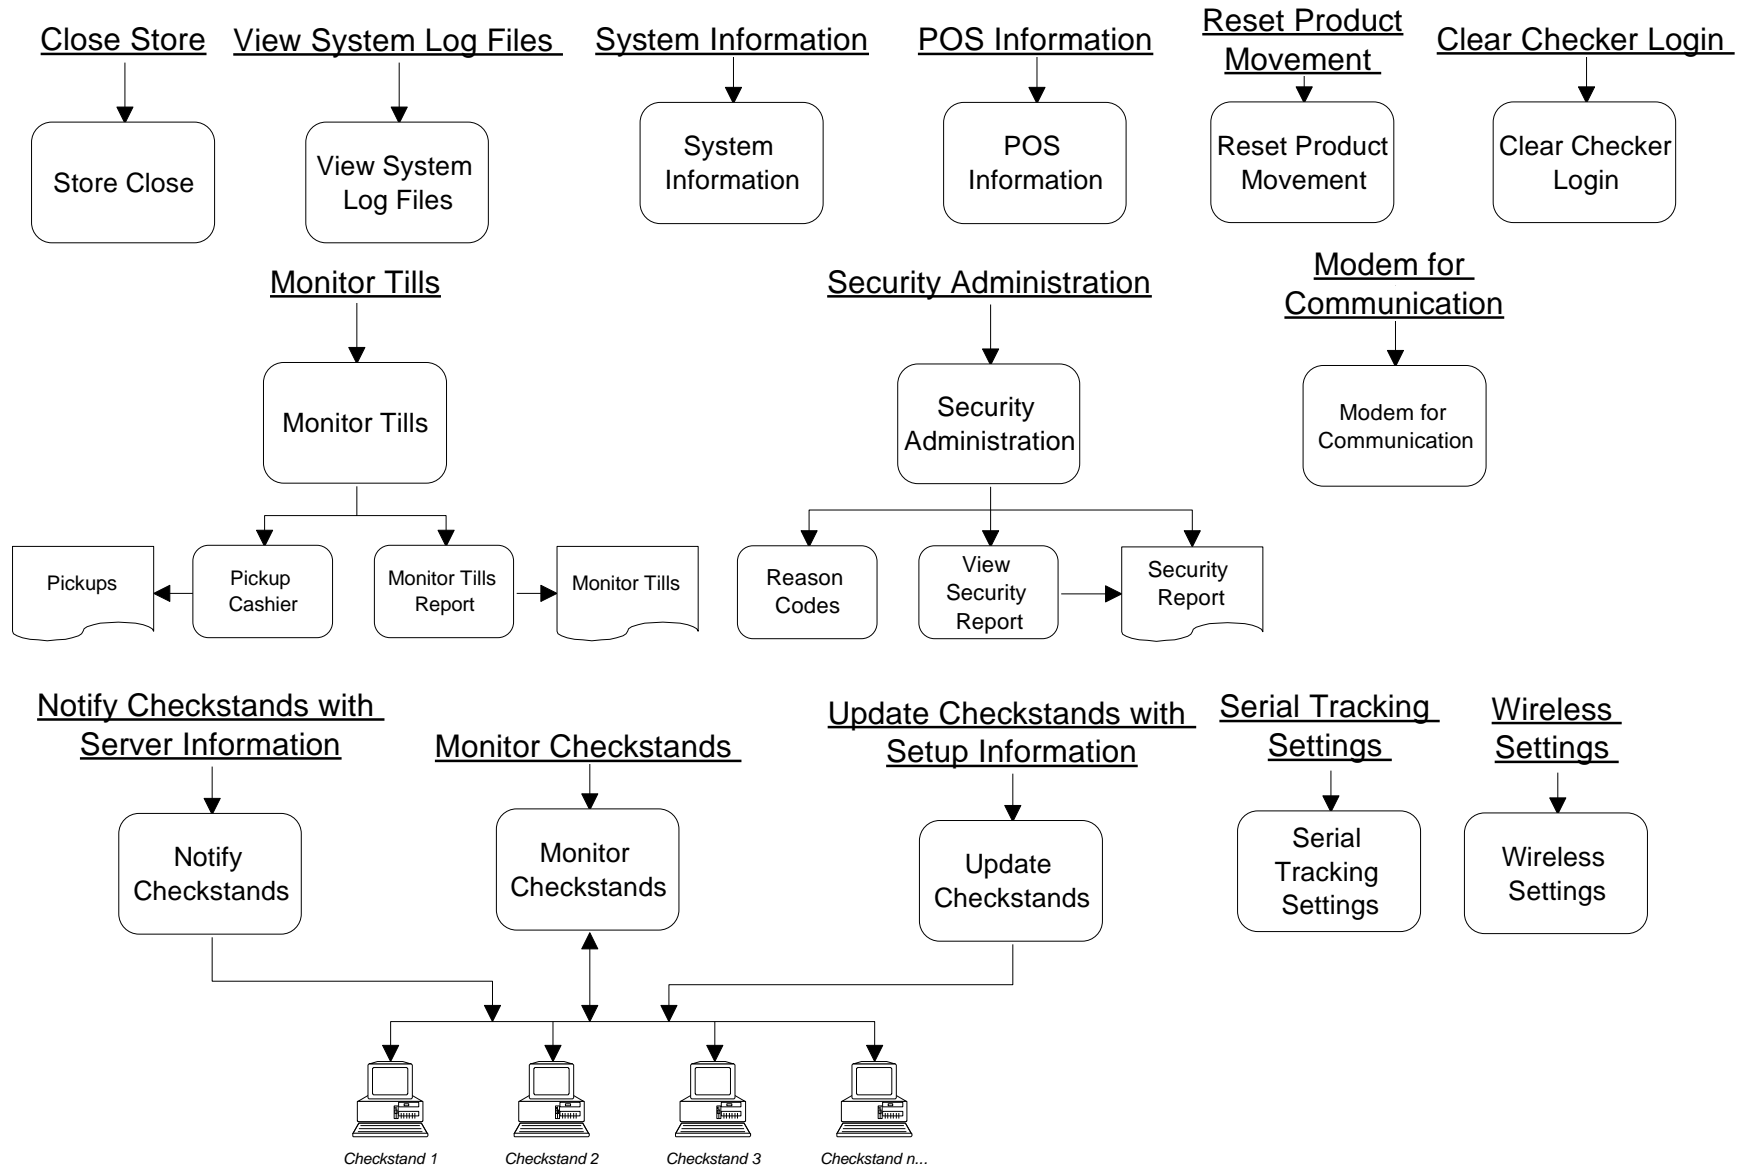 Close Store
View System Log Files
System Information
POS Information
Reset Product
Movement
Clear Checker Login
Store Close
View System
Log Files
System
Information
POS
Information
Reset Product
Movement
Clear Checker
Login
Monitor Tills
Security Administration
Modem for
Communication
Monitor Tills
Security
Administration
Modem for
Communication
Pickups
Pickup
Cashier
Monitor Tills
Report
Monitor Tills
Reason
Codes
View
Security
Report
Security
Report
Notify Checkstands with
Server Information
Monitor Checkstands
Update Checkstands with
Setup Information
Serial Tracking
Settings
Wireless
Settings
Notify
Checkstands
Monitor
Checkstands
Update
Checkstands
Serial
Tracking
Settings
Wireless
Settings
Checkstand 1
Checkstand 2
Checkstand 3
Checkstand n...